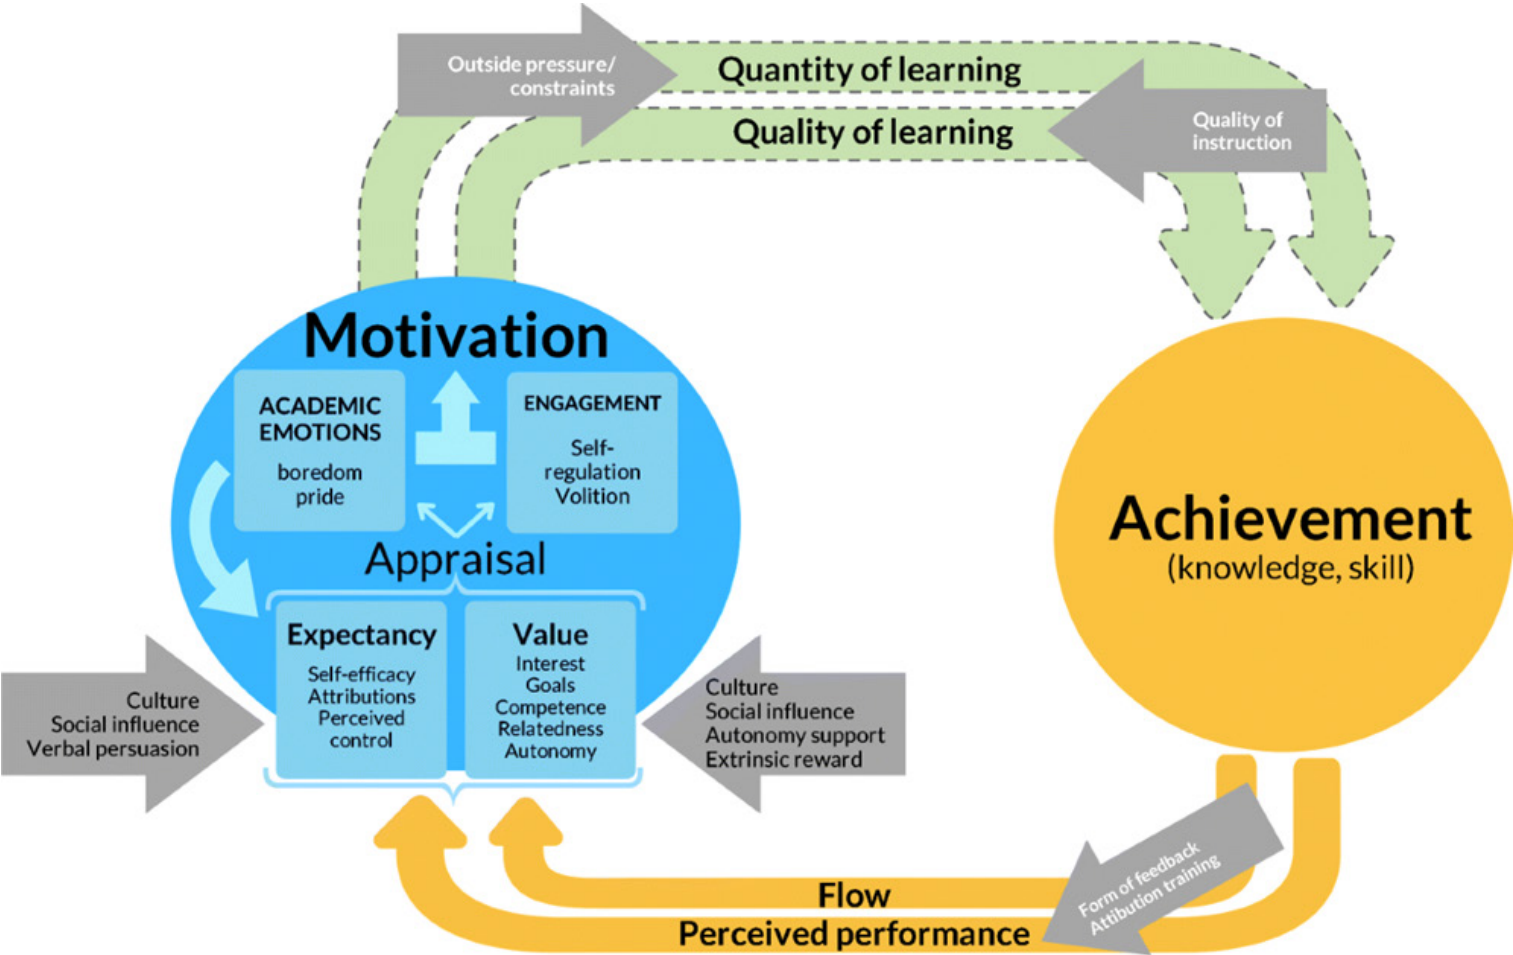 Outside pressure/
constraints
Quantity of learning
Quality of learning
Quality of
instruction
Motivation
ACADEMIC
EMOTIONS
boredom
pride
ENGAGEMENT
Self-
regulation
Volition
Appraisal
Expectancy
Self-efficacy
Attributions
Perceived
control
Value
Interest
Goals
Competence
Relatedness
Autonomy
Culture
Social influence
Verbal persuasion
Culture
Social influence
Autonomy support
Extrinsic reward
Achievement
(knowledge, skill)
Form of feedback
Attibution training
Flow
Perceived performance